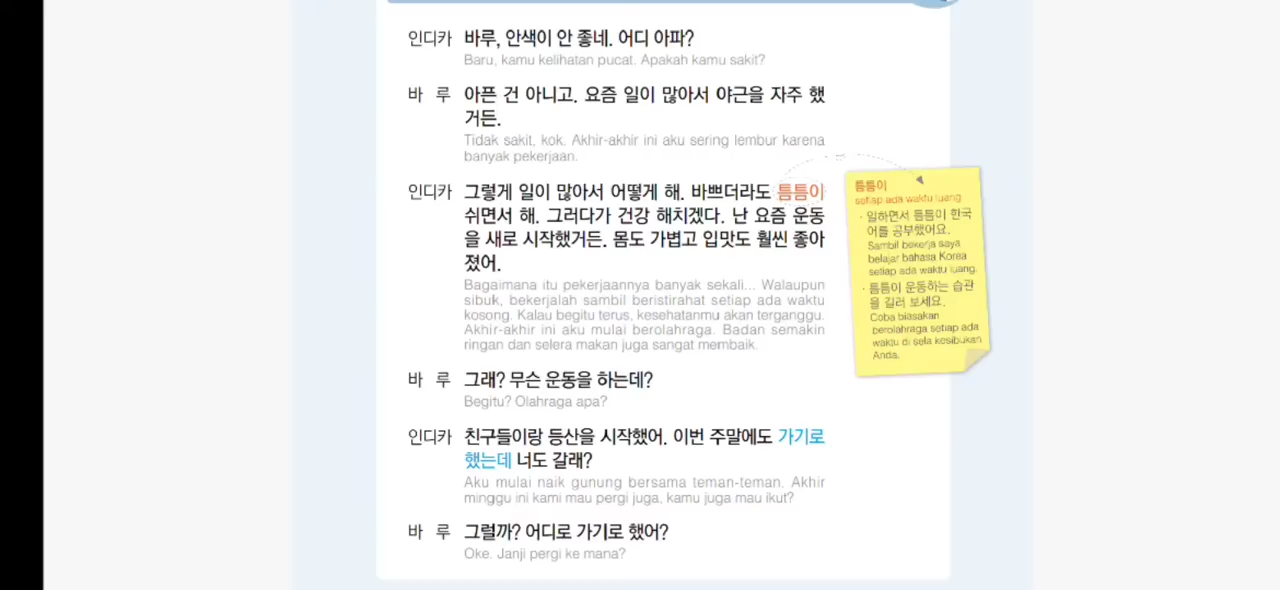 인디카 바루, 안색이 안 좋네. 어디 아파?
Baru, kamu kelihatan pucat. Apakah kamu sakit?
바 루 아픈 건 아니고. 요즘 일이 많아서 야근을 자주 했
거든.
Tidak sakit, kok. Akhir-akhir ini aku sering lembur karena
banyak pekerjaan.
인디카 그렇게 일이 많아서 어떻게 해. 바쁘더라도 틈틈이
쉬면서 해. 그러다가 건강 해치겠다. 난 요즘 운동
을 새로 시작했거든. 몸도 가볍고 입맛도 훨씬 좋아
졌어.
Bagaimana itu pekerjaannya banyak sekali... Walaupun
sibuk, bekerjalah sambil beristirahat setiap ada waktu
kosong. Kalau begitu terus, kesehatanmu akan terganggu.
Akhir-akhir ini aku mulai berolahraga. Badan semakin
ringan dan selera makan juga sangat membaik.
바 루 그래? 무슨 운동을 하는데?
Begitu? Olahraga apa?
인디카 친구들이랑 등산을 시작했어. 이번 주말에도 가기로
했는데 너도 갈래?
Aku mulai naik gunung bersama teman-teman. Akhir
minggu ini kami mau pergi juga, kamu juga mau ikut?
바 루 그럴까? 어디로 가기로 했어?
Oke. Janji pergi ke mana?
틈틈이
setiap ada waktu luang
· 일하면서 틈틈이 한국
어를 공부했어요.
Sambil bekerja saya
belajar bahasa Korea
setiap ada waktu luang.
· 틈틈이 운동하는 습관
을 길러 보세요.
Coba biasakan
berolahraga setiap ada
waktu di sela kesibukan
Anda.